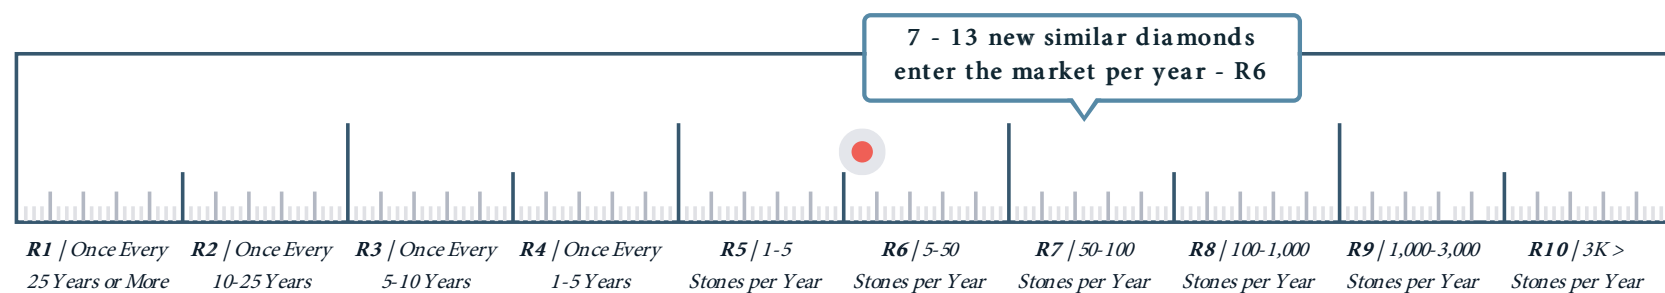 7 - 13 new similar diamonds
enter the market per year - R6
R1 | Once Every
25 Years or More
R2 | Once Every
10-25 Years
R3 | Once Every
5-10 Years
R4 | Once Every
1-5 Years
R5 | 1-5
Stones per Year
R6 | 5-50
Stones per Year
R7 | 50-100
Stones per Year
R8 | 100-1,000
Stones per Year
R9 | 1,000-3,000
Stones per Year
R10 | 3K >
Stones per Year